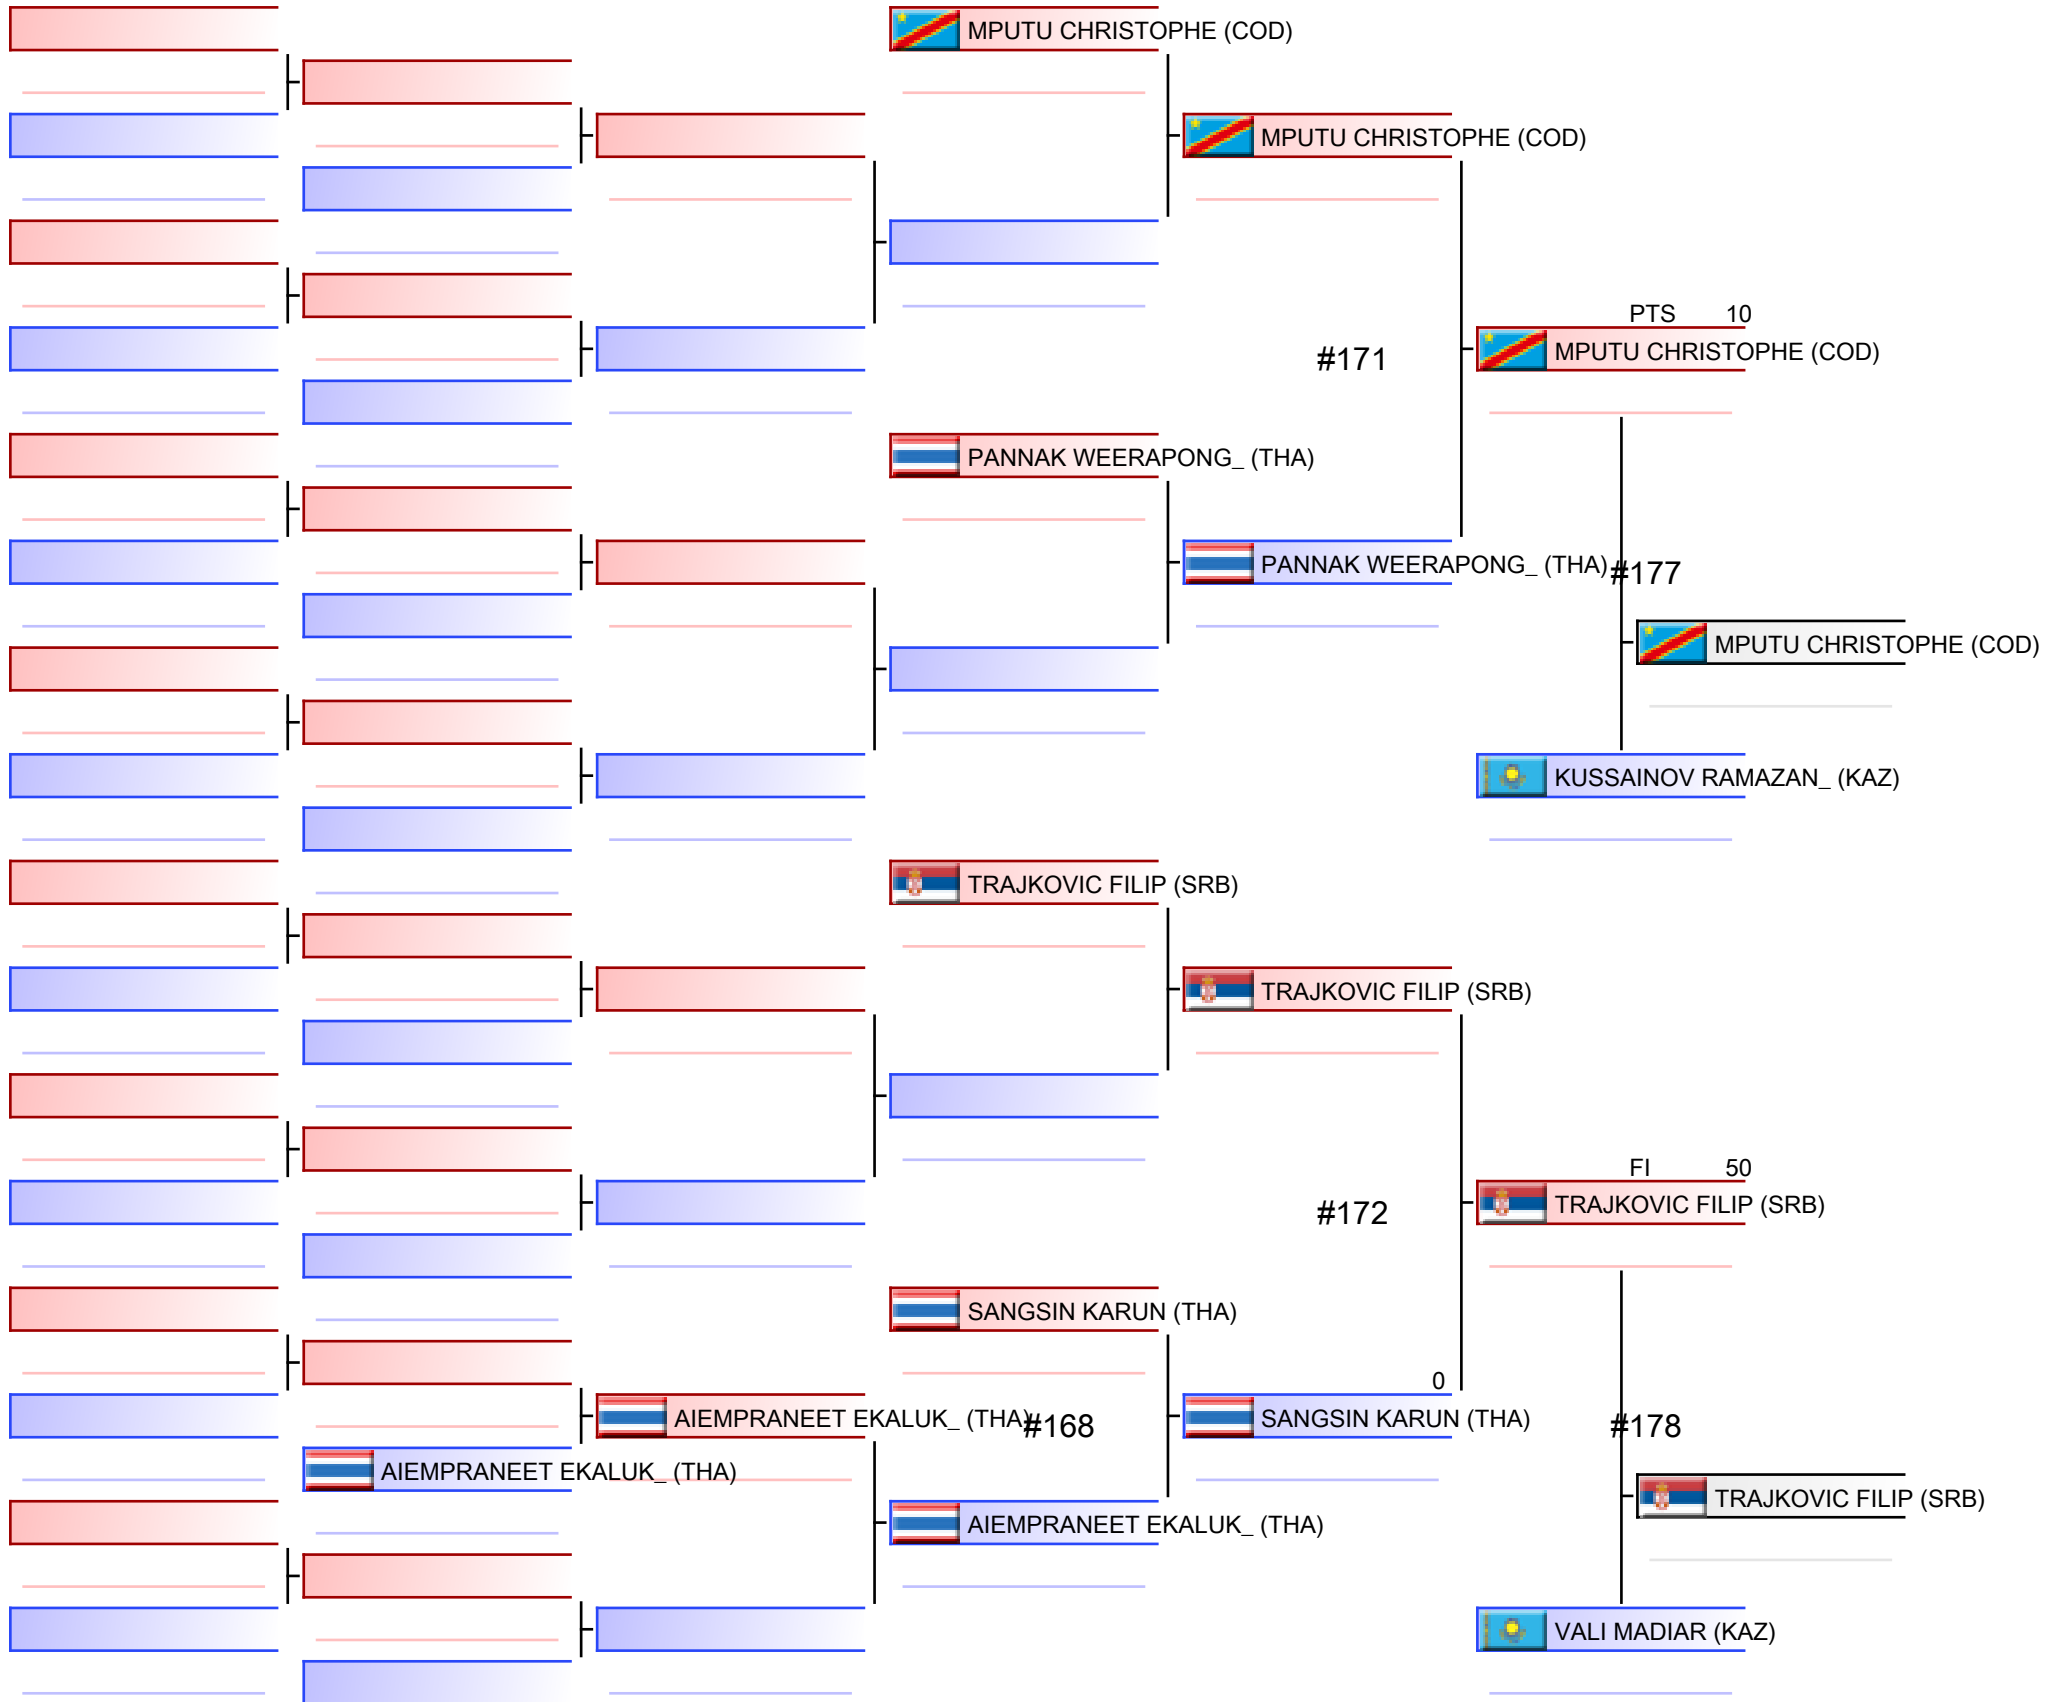 MPUTU CHRISTOPHE (COD)
MPUTU CHRISTOPHE (COD)
PTS 10
#171
MPUTU CHRISTOPHE (COD)
PANNAK WEERAPONG_ (THA)
PANNAK WEERAPONG_ (THA)
#177
MPUTU CHRISTOPHE (COD)
KUSSAINOV RAMAZAN_ (KAZ)
TRAJKOVIC FILIP (SRB)
TRAJKOVIC FILIP (SRB)
FI 50
#172
TRAJKOVIC FILIP (SRB)
SANGSIN KARUN (THA)
0
AIEMPRANEET EKALUK_ (THA)
#168
SANGSIN KARUN (THA)
#178
AIEMPRANEET EKALUK_ (THA)
TRAJKOVIC FILIP (SRB)
AIEMPRANEET EKALUK_ (THA)
VALI MADIAR (KAZ)